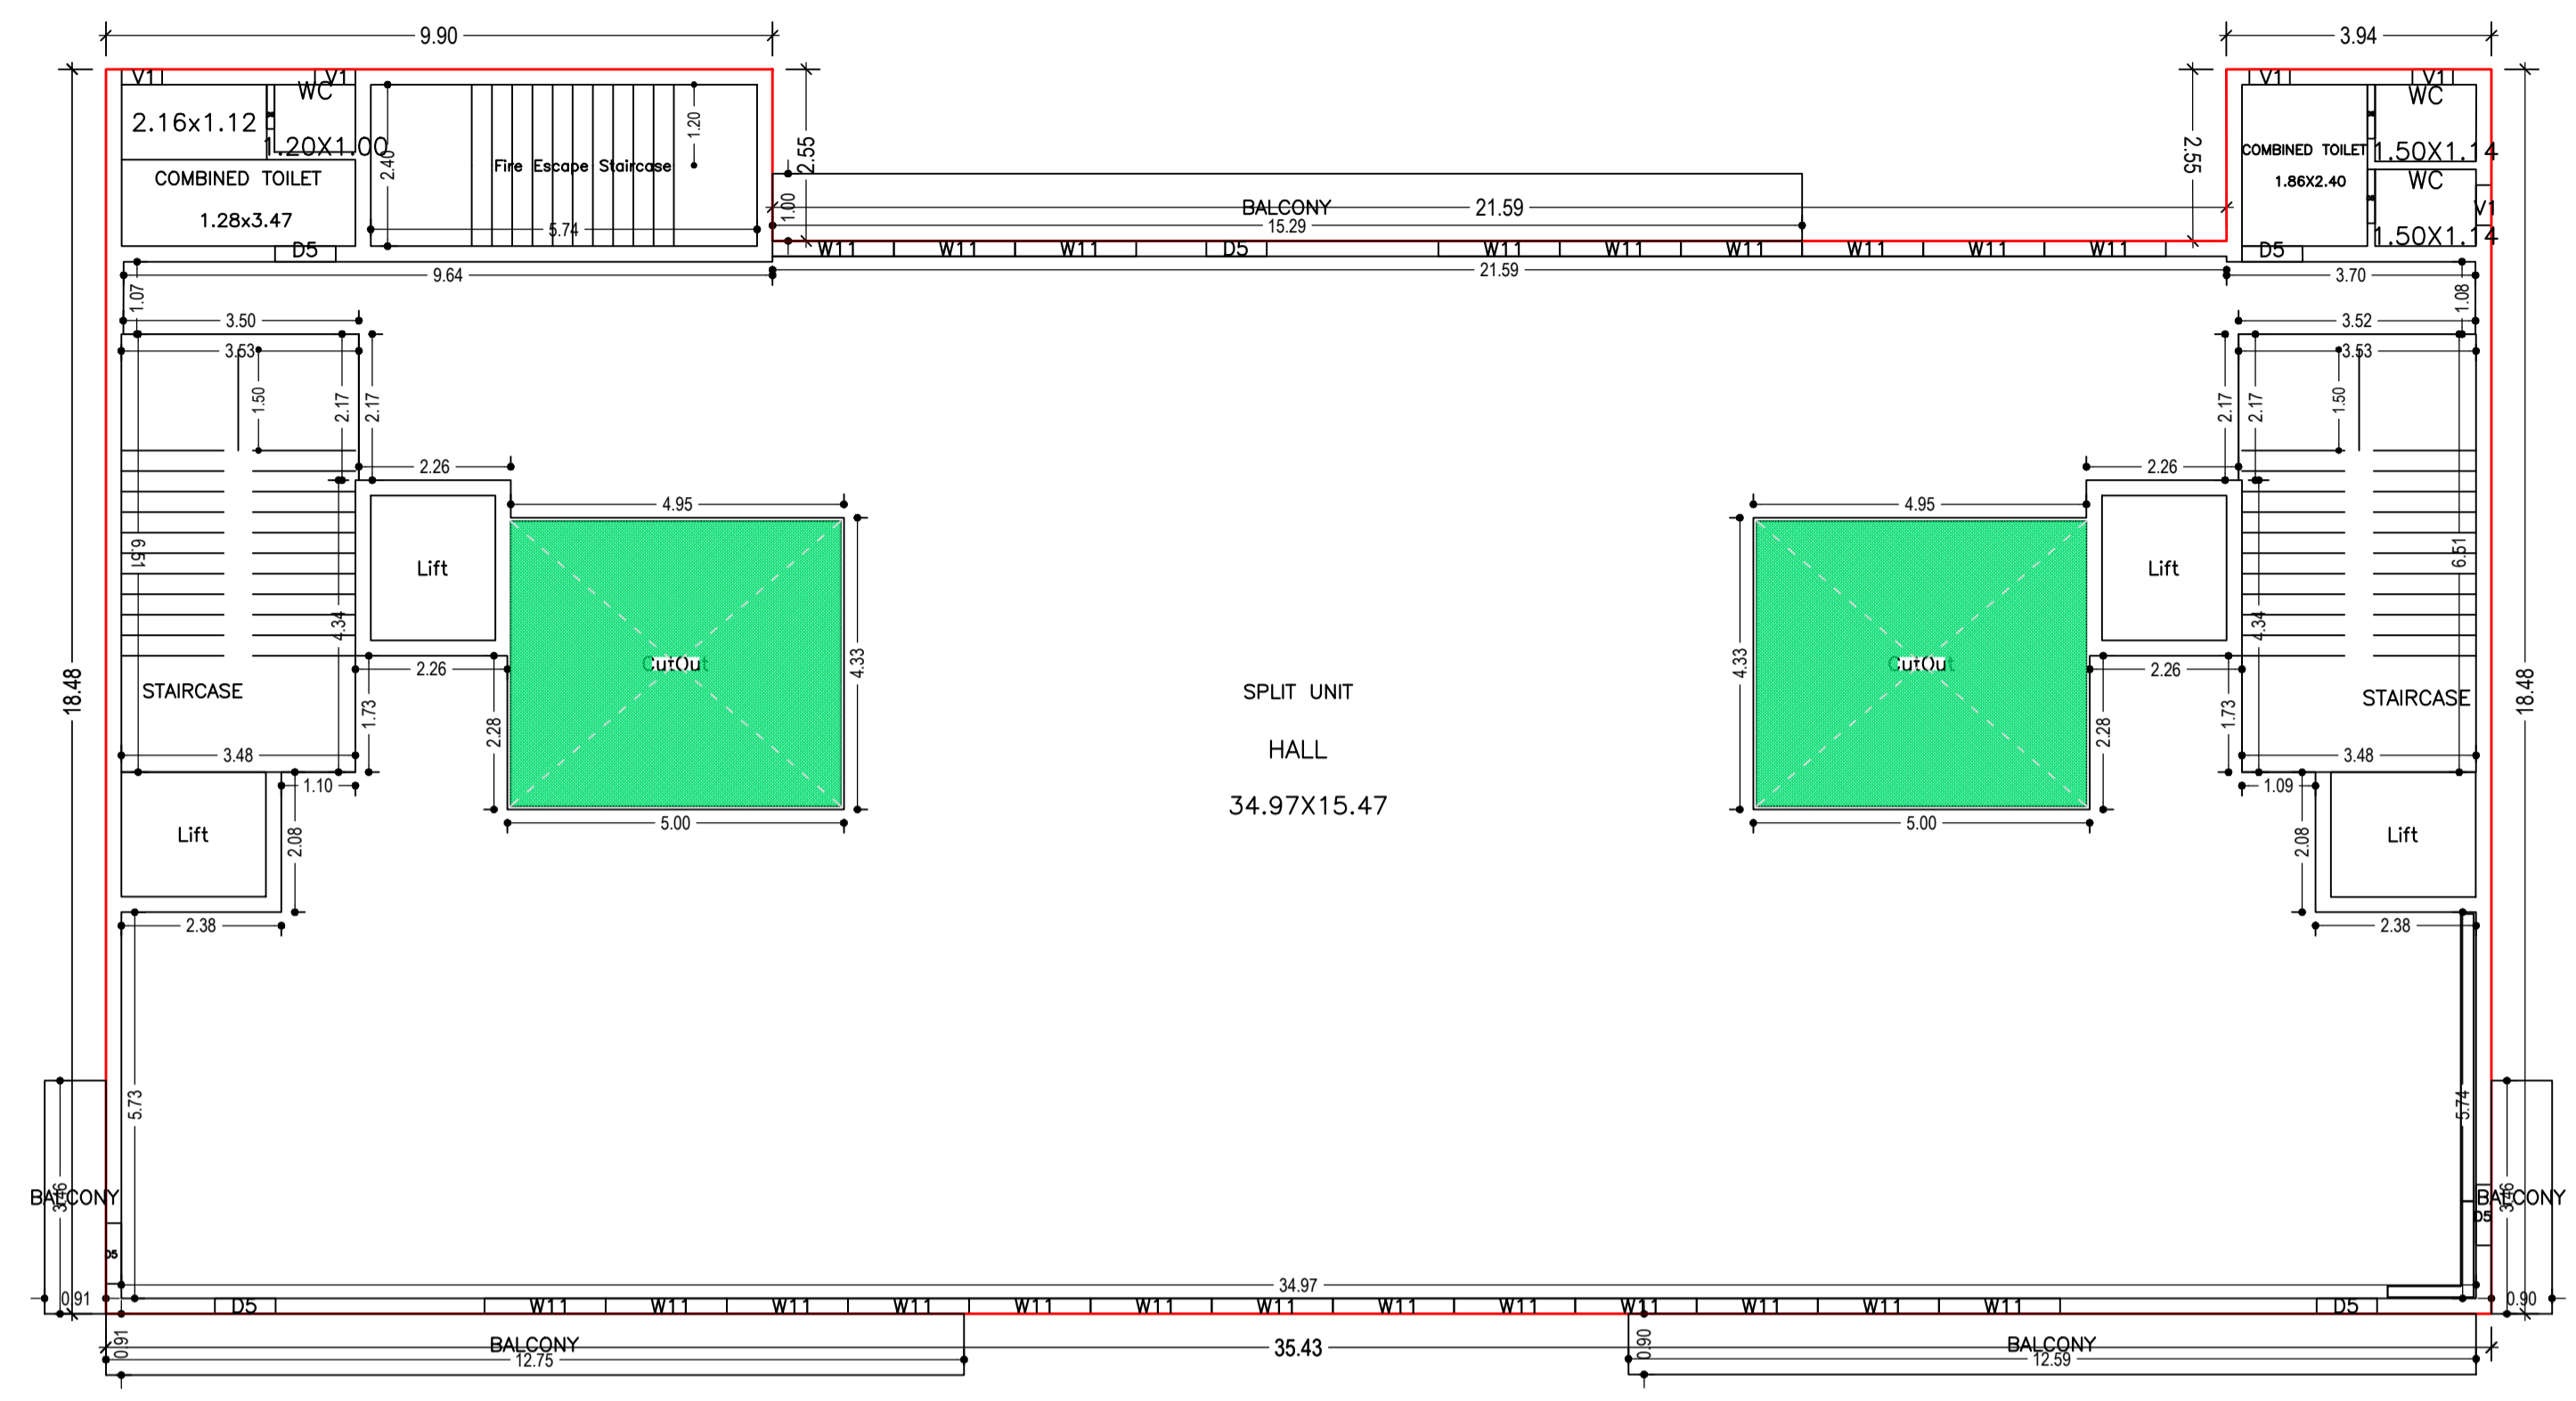 9.90
3.94
V1
V1
V1
V1
WC
WC
2.16x1.12
1.20X1.00
2.40
1.20
2.55
2.55
COMBINED TOILET
1.28x3.47
Fire Escape Staircase
5.74
COMBINED TOILET
1.86X2.40
1.50X1.14
WC
V1
1.50X1.14
1.00
BALCONY
21.59
15.29
D5
W11
W11
W11
D5
W11
W11
W11
W11
W11
W11
D5
9.64
21.59
3.70
1.07
1.08
3.50
3.52
3.53
3.53
1.50
2.17
2.17
2.17
2.17
1.50
2.26
2.26
4.95
4.95
6.51
Lift
Lift
6.51
4.34
4.33
4.33
4.34
CutOut
CutOut
2.26
2.26
18.48
STAIRCASE
1.73
2.28
SPLIT UNIT
HALL
34.97X15.47
2.28
1.73
STAIRCASE
18.48
3.48
3.48
1.10
1.09
5.00
5.00
Lift
2.08
2.08
Lift
2.38
2.38
5.73
5.74
BALCONY
3.46
3.46
BALCONY
D5
D5
34.97
0.91
D5
W11
W11
W11
W11
W11
W11
W11
W11
W11
W11
W11
W11
W11
D5
0.90
0.91
BALCONY
12.75
35.43
0.90
BALCONY
12.59